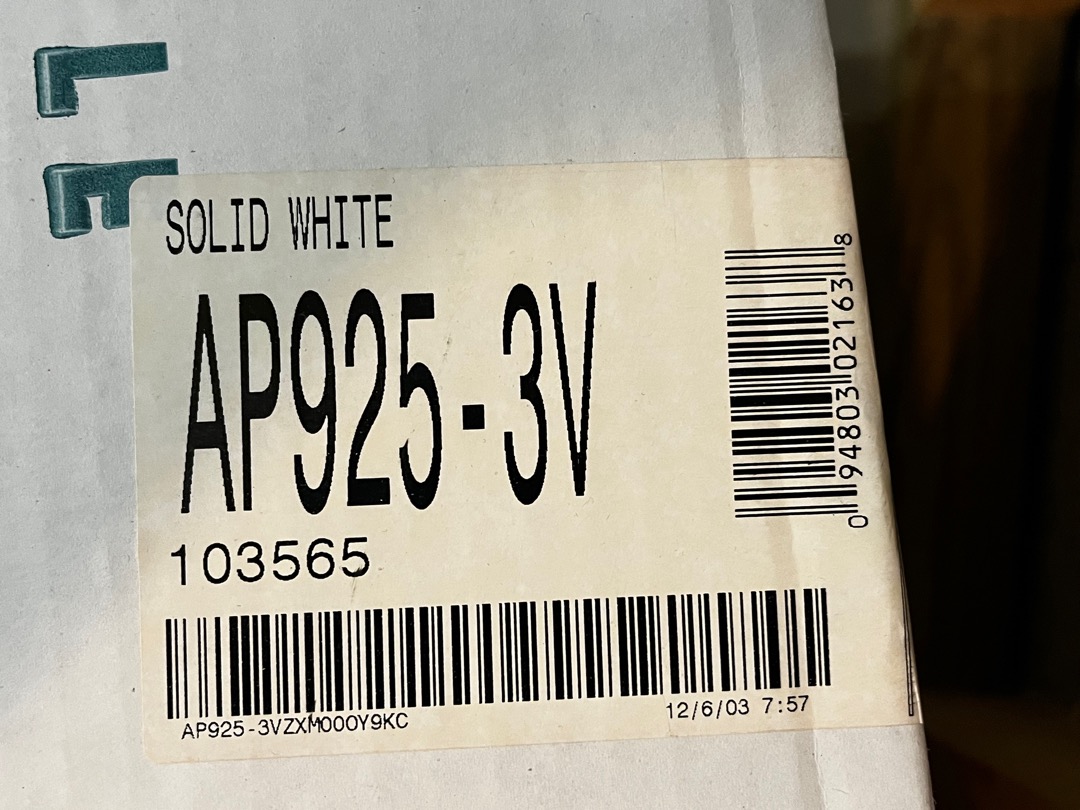 SOLID WHITE
AP925-3V
103565
AP925-3VZXM000Y9KC
12/6/03 7:57
0 94803 02163 8